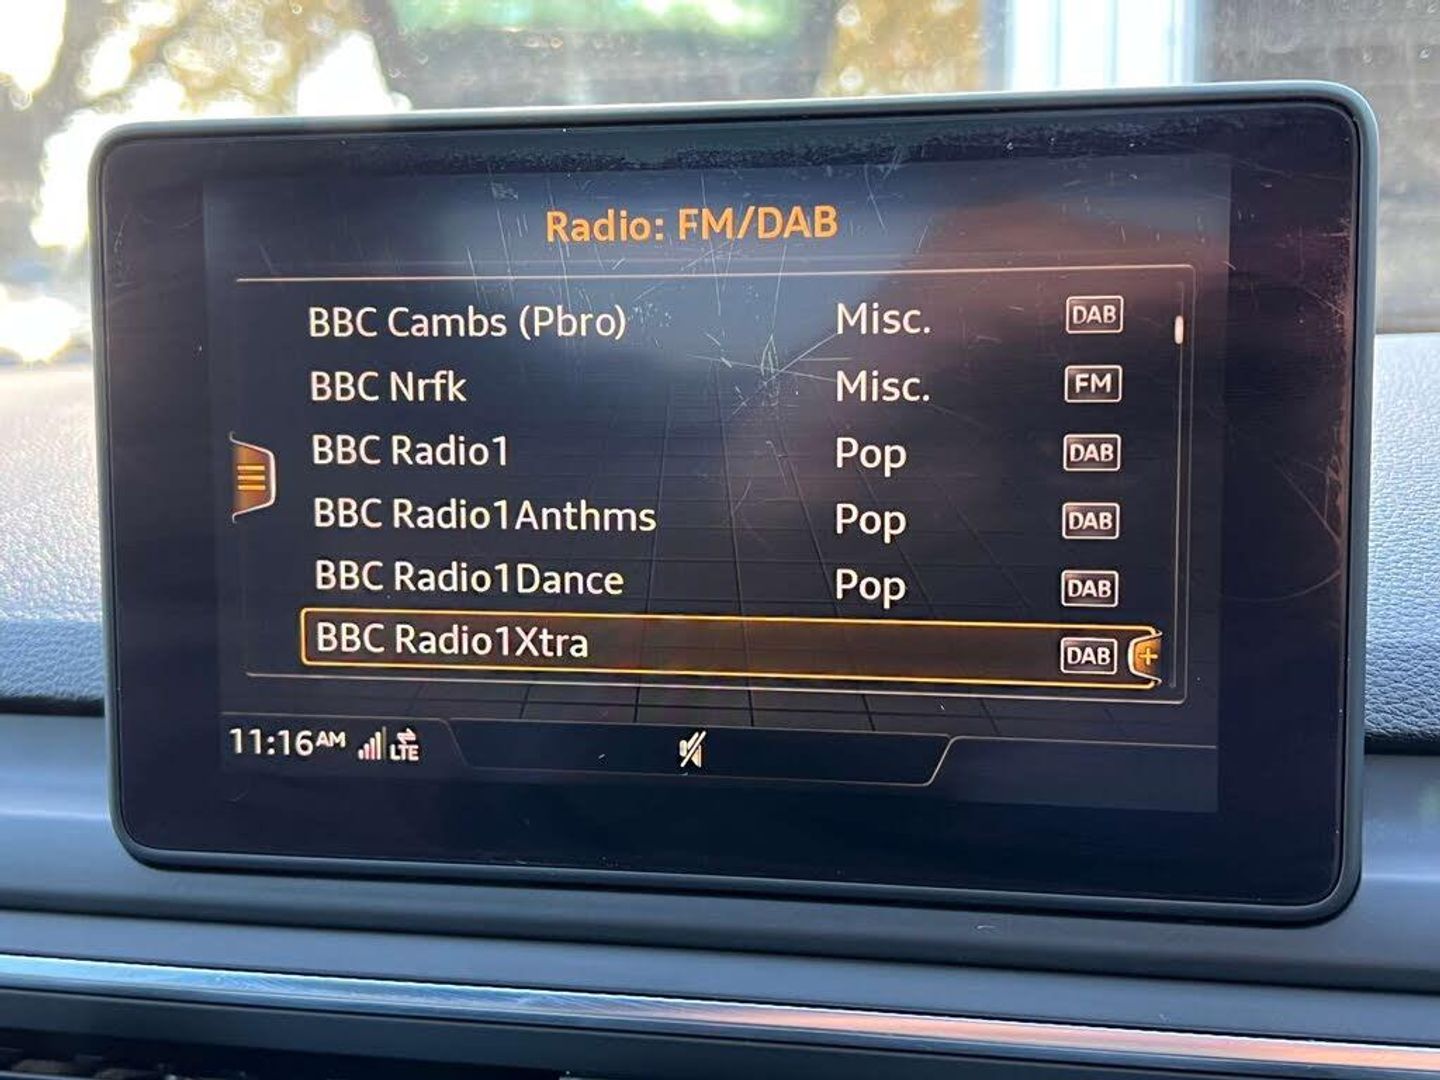 Radio: FM/DAB
BBC Cambs (Pbro) Misc. DAB
BBC Nrfk Misc. FM
BBC Radio1 Pop DAB
BBC Radio1Anthms Pop DAB
BBC Radio1Dance Pop DAB
BBC Radio1Xtra DAB +
11:16AM LTE